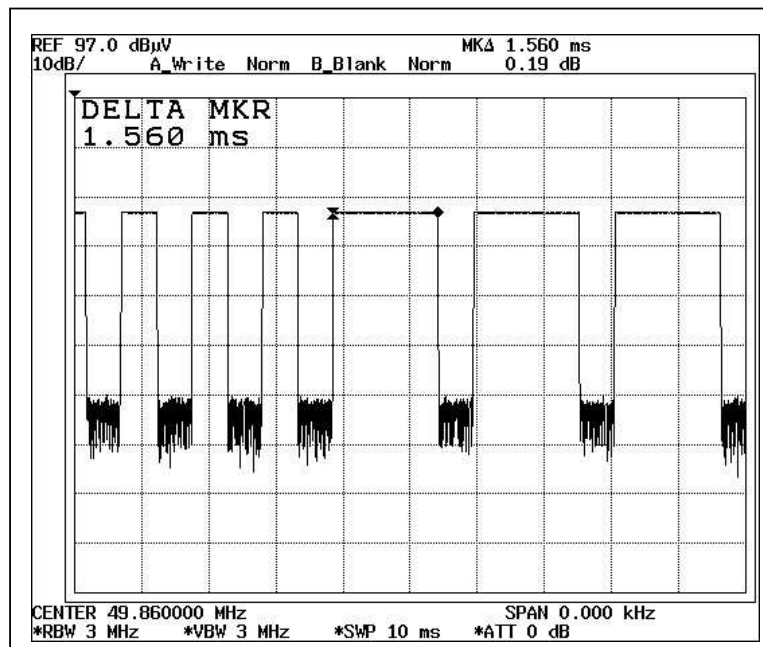 REF 97.0 dBµV MKΔ 1.560 ms
10dB/ A_Write Norm B_Blank Norm 0.19 dB
DELTA MKR
1.560 ms
CENTER 49.860000 MHz SPAN 0.000 kHz
*RBW 3 MHz *VBW 3 MHz *SWP 10 ms *ATT 0 dB